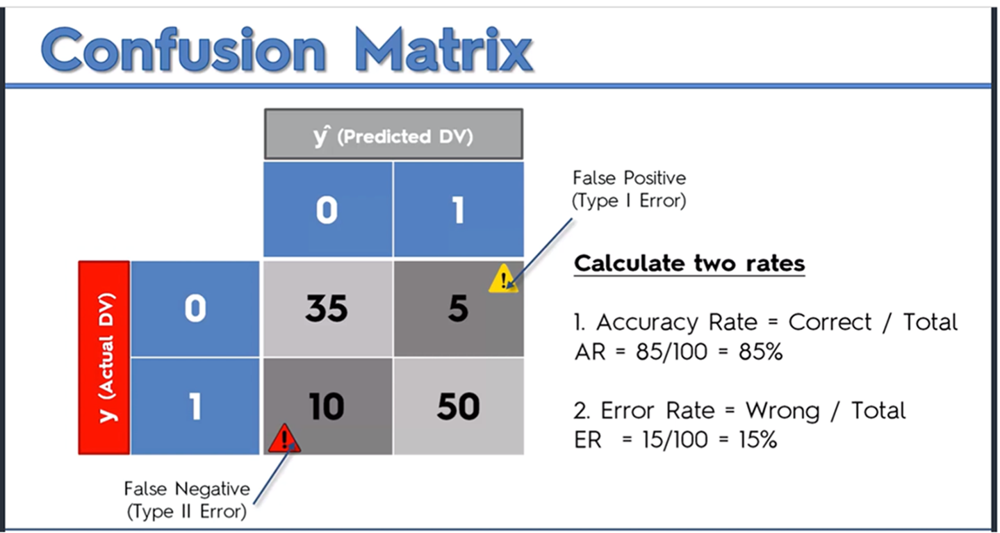 Confusion Matrix
ŷ (Predicted DV)
0 1
False Positive
(Type I Error)
y (Actual DV)
0 35 5
1 10 50
False Negative
(Type II Error)
Calculate two rates
1. Accuracy Rate = Correct / Total
AR = 85/100 = 85%
2. Error Rate = Wrong / Total
ER = 15/100 = 15%